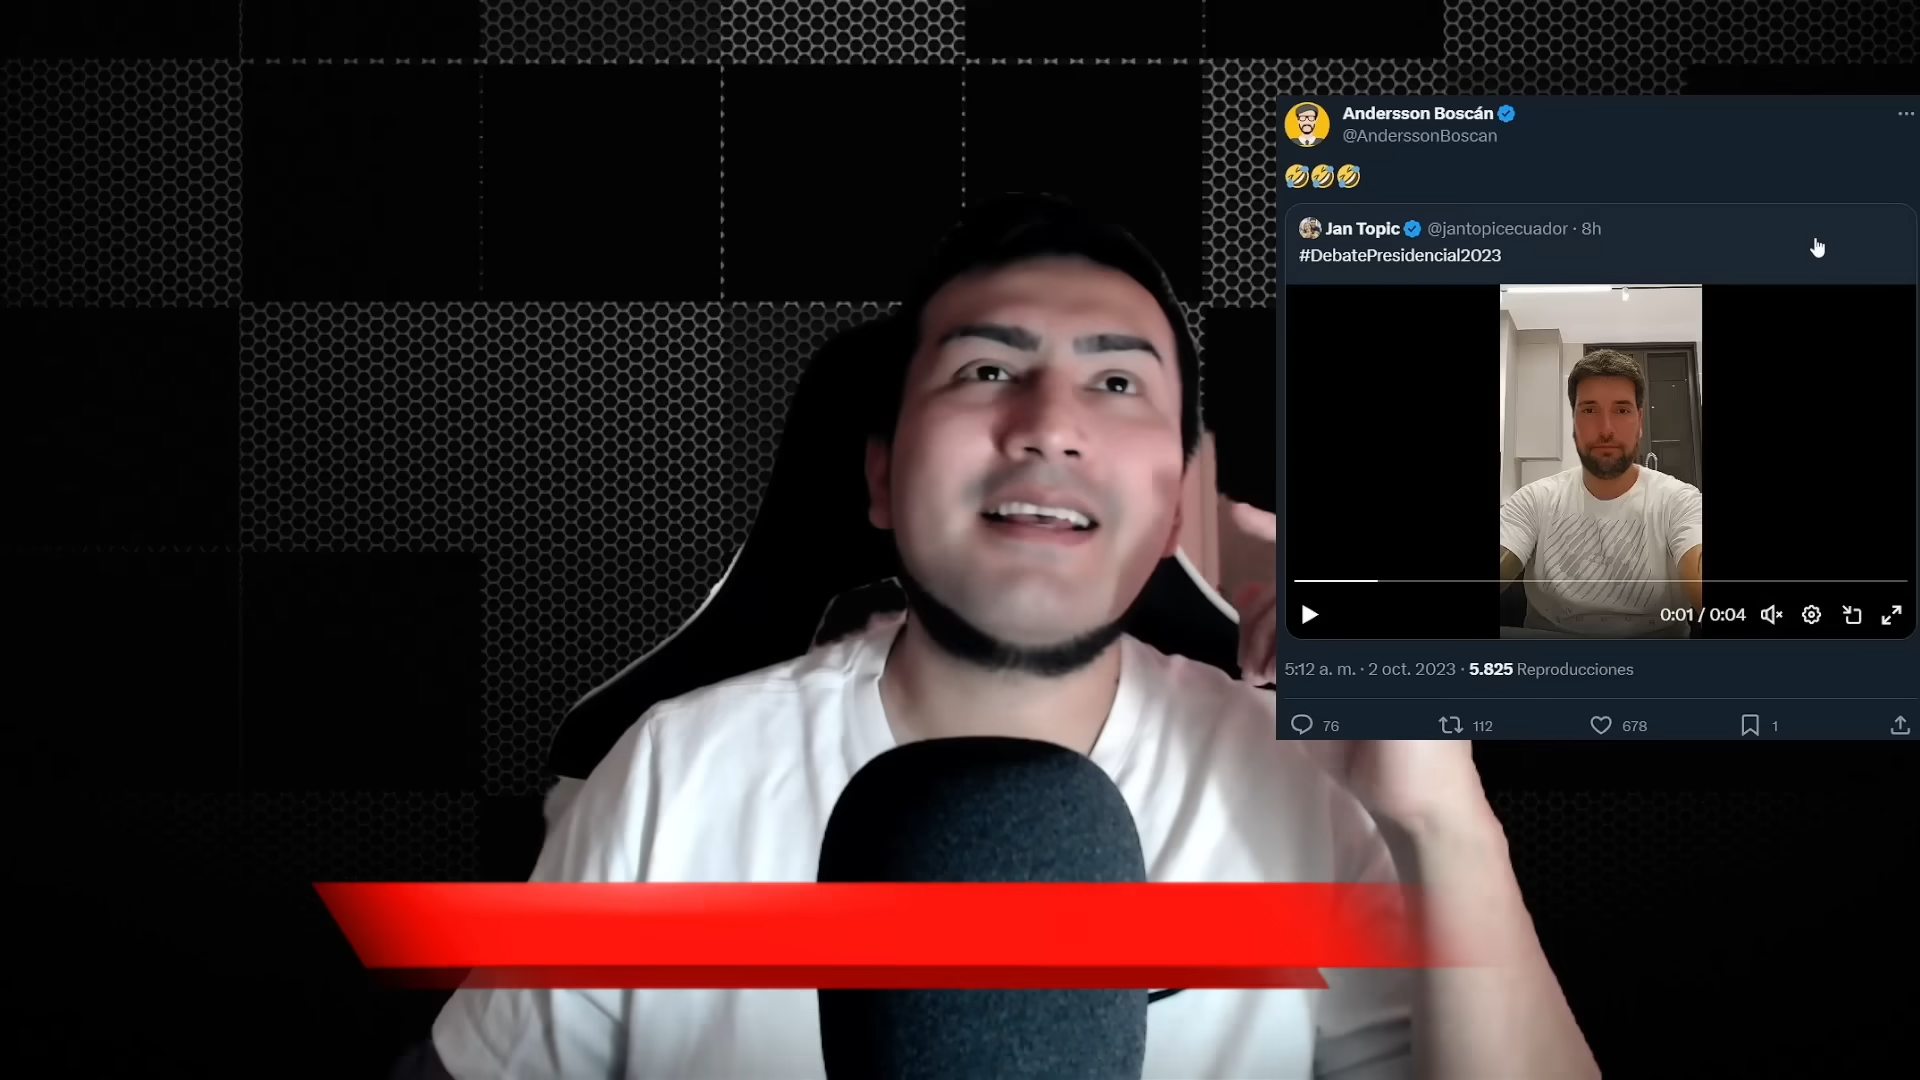 Andersson Boscán
@AnderssonBoscan
🤣🤣🤣
Jan Topic @jantopicecuador · 8h
#DebatePresidencial2023
0:01 / 0:04
5:12 a. m. · 2 oct. 2023 · 5.825 Reproducciones
76 112 678 1